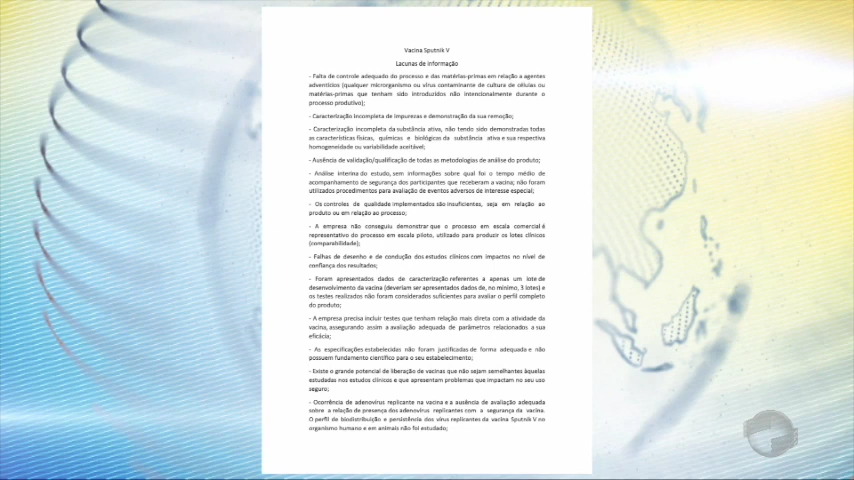 Vacina Sputnik V
Lacunas de informação
- Falta de controle adequado do processo e das matérias-primas em relação a agentes
adventícios (qualquer microrganismo ou vírus contaminante de cultura de células ou
matérias-primas que tenham sido introduzidos não intencionalmente durante o
processo produtivo);
- Caracterização incompleta de impurezas e demonstração da sua remoção;
- Caracterização incompleta da substância ativa, não tendo sido demonstradas todas
as características físicas, químicas e biológicas da substância ativa e sua respectiva
homogeneidade ou variabilidade aceitável;
- Ausência de validação/qualificação de todas as metodologias de análise do produto;
- Análise interina do estudo, sem informações sobre qual foi o tempo médio de
acompanhamento de segurança dos participantes que receberam a vacina; não foram
utilizados procedimentos para avaliação de eventos adversos de interesse especial;
- Os controles de qualidade implementados são insuficientes, seja em relação ao
produto ou em relação ao processo;
- A empresa não conseguiu demonstrar que o processo em escala comercial é
representativo do processo em escala piloto, utilizado para produzir os lotes clínicos
(comparabilidade);
- Falhas de desenho e de condução dos estudos clínicos com impactos no nível de
confiança dos resultados;
- Foram apresentados dados de caracterização referentes a apenas um lote de
desenvolvimento da vacina (deveriam ser apresentados dados de, no mínimo, 3 lotes) e
os testes realizados não foram considerados suficientes para avaliar o perfil completo
do produto;
- A empresa precisa incluir testes que tenham relação mais direta com a atividade da
vacina, assegurando assim a avaliação adequada de parâmetros relacionados a sua
eficácia;
- As especificações estabelecidas não foram justificadas de forma adequada e não
possuem fundamento científico para o seu estabelecimento;
- Existe o grande potencial de liberação de vacinas que não sejam semelhantes àquelas
estudadas nos estudos clínicos e que apresentam problemas que impactam no seu uso
seguro;
- Ocorrência de adenovírus replicante na vacina e a ausência de avaliação adequada
sobre a relação de presença dos adenovírus replicantes com a segurança da vacina.
O perfil de biodistribuição e persistência dos vírus replicantes da vacina Sputnik V no
organismo humano e em animais não foi estudado;